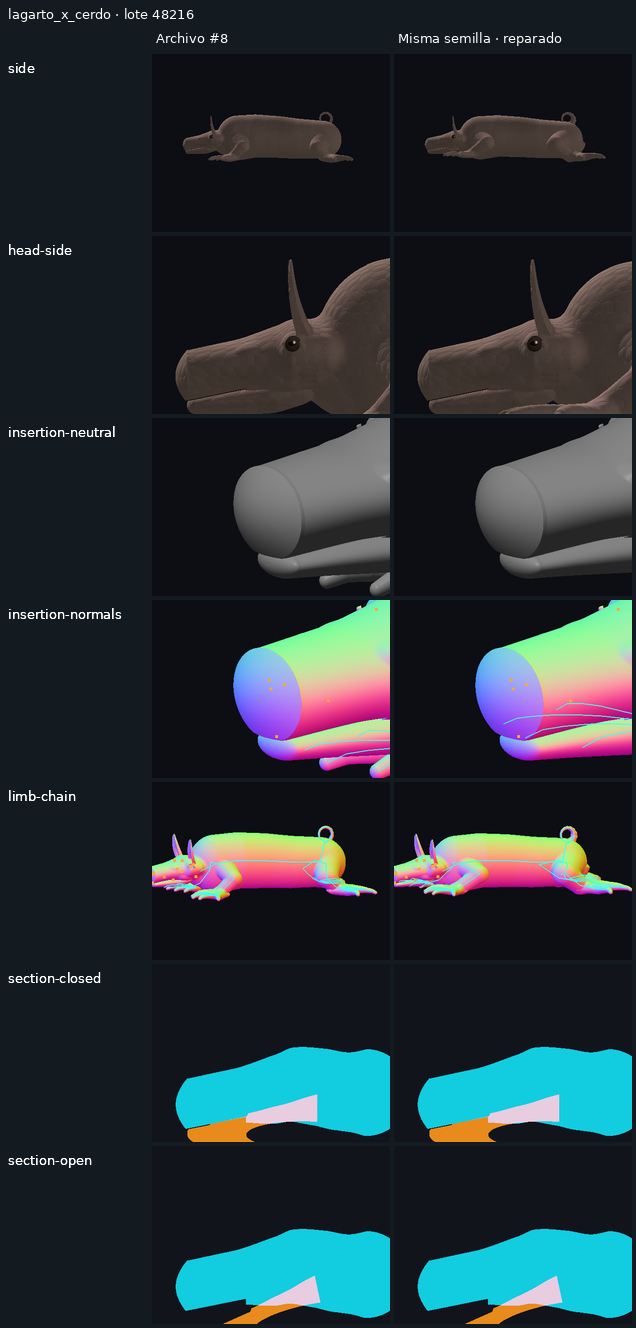 lagarto_x_cerdo · lote 48216
Archivo #8
Misma semilla · reparado
side
head-side
insertion-neutral
insertion-normals
limb-chain
section-closed
section-open